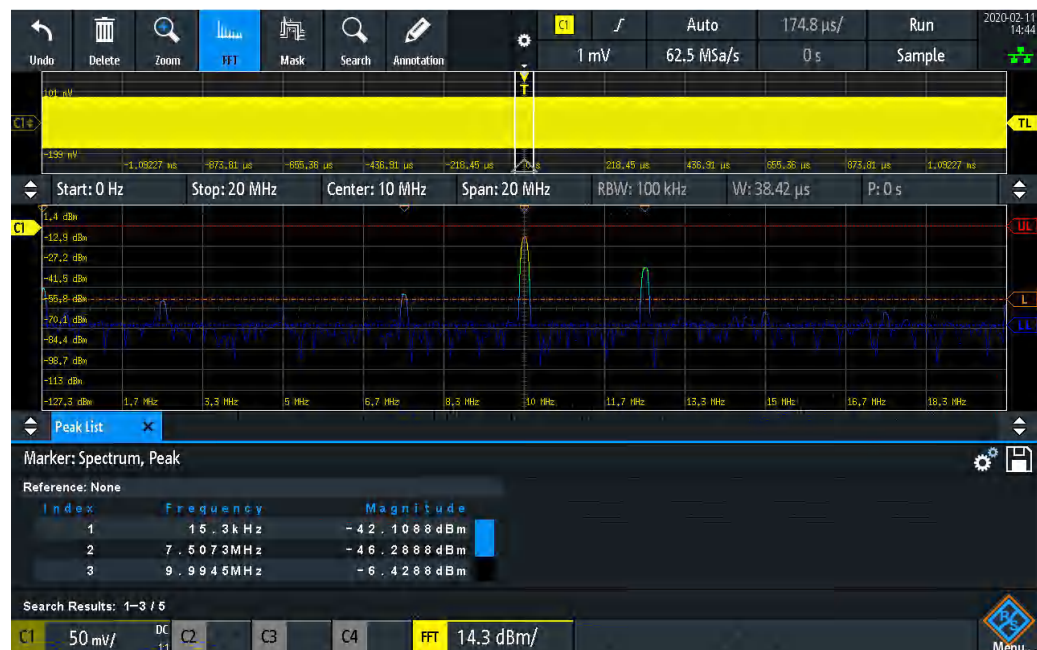 C1 Auto 174.8 µs/ Run 2020-02-11
14:44
Undo Delete Zoom FFT Mask Search Annotation 1 mV 62.5 MSa/s 0 s Sample
101 mV
C1 T TL
-199 mV
-1,09227 ms -873,81 µs -655,36 µs -436,91 µs -218,45 µs 0 s 218,45 µs 436,91 µs 655,36 µs 873,81 µs 1,09227 ms
Start: 0 Hz Stop: 20 MHz Center: 10 MHz Span: 20 MHz RBW: 100 kHz W: 38.42 µs P: 0 s
1,4 dBm
C1 UL
-12,9 dBm
-27,2 dBm
-41,5 dBm
-55,8 dBm L
-70,1 dBm LL
-84,4 dBm
-98,7 dBm
-113 dBm
-127,3 dBm 1,7 MHz 3,3 MHz 5 MHz 6,7 MHz 8,3 MHz 10 MHz 11,7 MHz 13,3 MHz 15 MHz 16,7 MHz 18,3 MHz
Peak List
Marker: Spectrum, Peak
Reference: None
Index Frequency Magnitude
1 15.3kHz -42.1088dBm
2 7.5073MHz -46.2888dBm
3 9.9945MHz -6.4288dBm
Search Results: 1-3 / 5
C1 50 mV/ DC 1:1 C2 C3 C4 FFT 14.3 dBm/ R&S
Menu